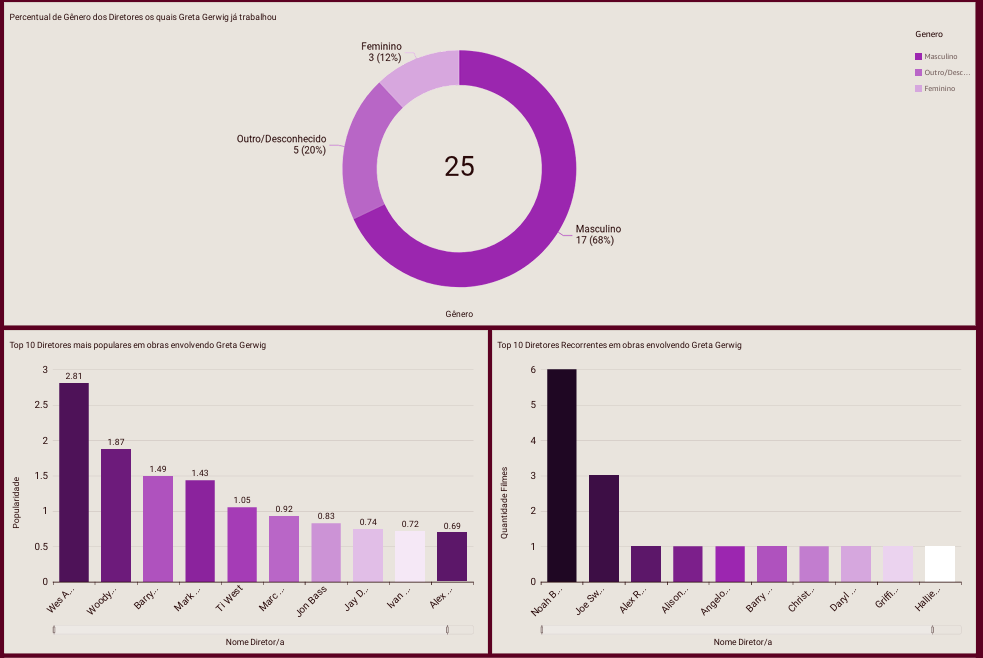 Percentual de Gênero dos Diretores os quais Greta Gerwig já trabalhou
Genero
Masculino
Outro/Desc...
Feminino
Feminino
3 (12%)
Outro/Desconhecido
5 (20%)
25
Masculino
17 (68%)
Gênero
Top 10 Diretores mais populares em obras envolvendo Greta Gerwig
Popularidade
3
2.5
2
1.5
1
0.5
0
2.81
1.87
1.49
1.43
1.05
0.92
0.83
0.74
0.72
0.69
Wes A...
Woody...
Barry...
Mark ...
Ti West
Marc ...
Jon Bass
Jay D...
Ivan ...
Alex ...
Nome Diretor/a
Top 10 Diretores Recorrentes em obras envolvendo Greta Gerwig
Quantidade Filmes
6
5
4
3
2
1
0
Noah B...
Joe Sw...
Alex R...
Alison...
Angelo...
Barry ...
Christ...
Daryl ...
Griffi...
Hallie...
Nome Diretor/a